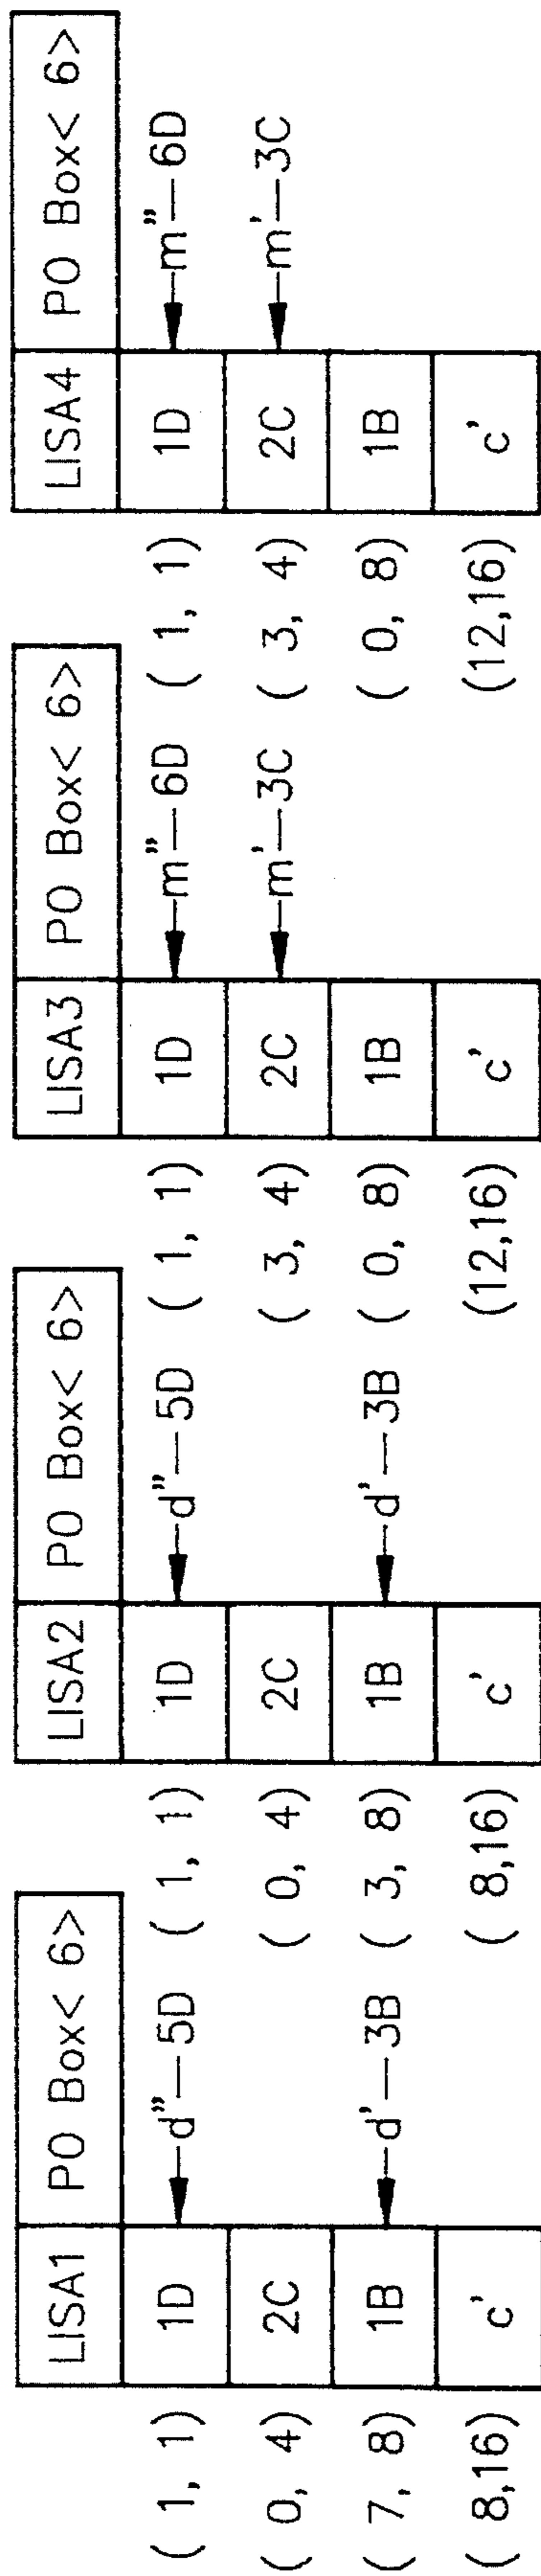 LISA1 PO Box< 6> LISA2 PO Box< 6> LISA3 PO Box< 6> LISA4 PO Box< 6>
( 1, 1) 1D d"—5D ( 1, 1) 1D d"—5D ( 1, 1) 1D m"—6D ( 1, 1) 1D m"—6D
( 0, 4) 2C ( 0, 4) 2C ( 3, 4) 2C m'—3C ( 3, 4) 2C m'—3C
( 7, 8) 1B d'—3B ( 3, 8) 1B d'—3B ( 0, 8) 1B ( 0, 8) 1B
( 8,16) c' ( 8,16) c' (12,16) c' (12,16) c'